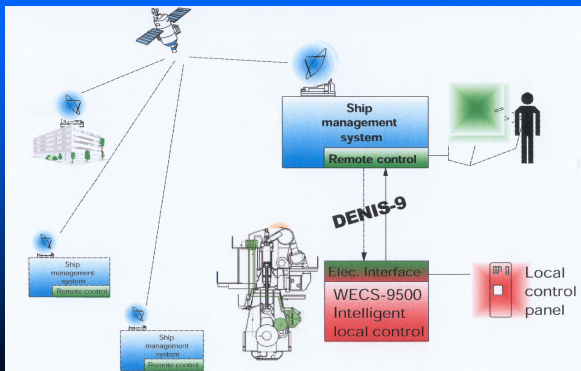 Ship
management
system
Remote control
DENIS-9
Elec. Interface
WECS-9500
Intelligent
local control
Local
control
panel
Ship
management
system
Remote control
Ship
management
system
Remote control